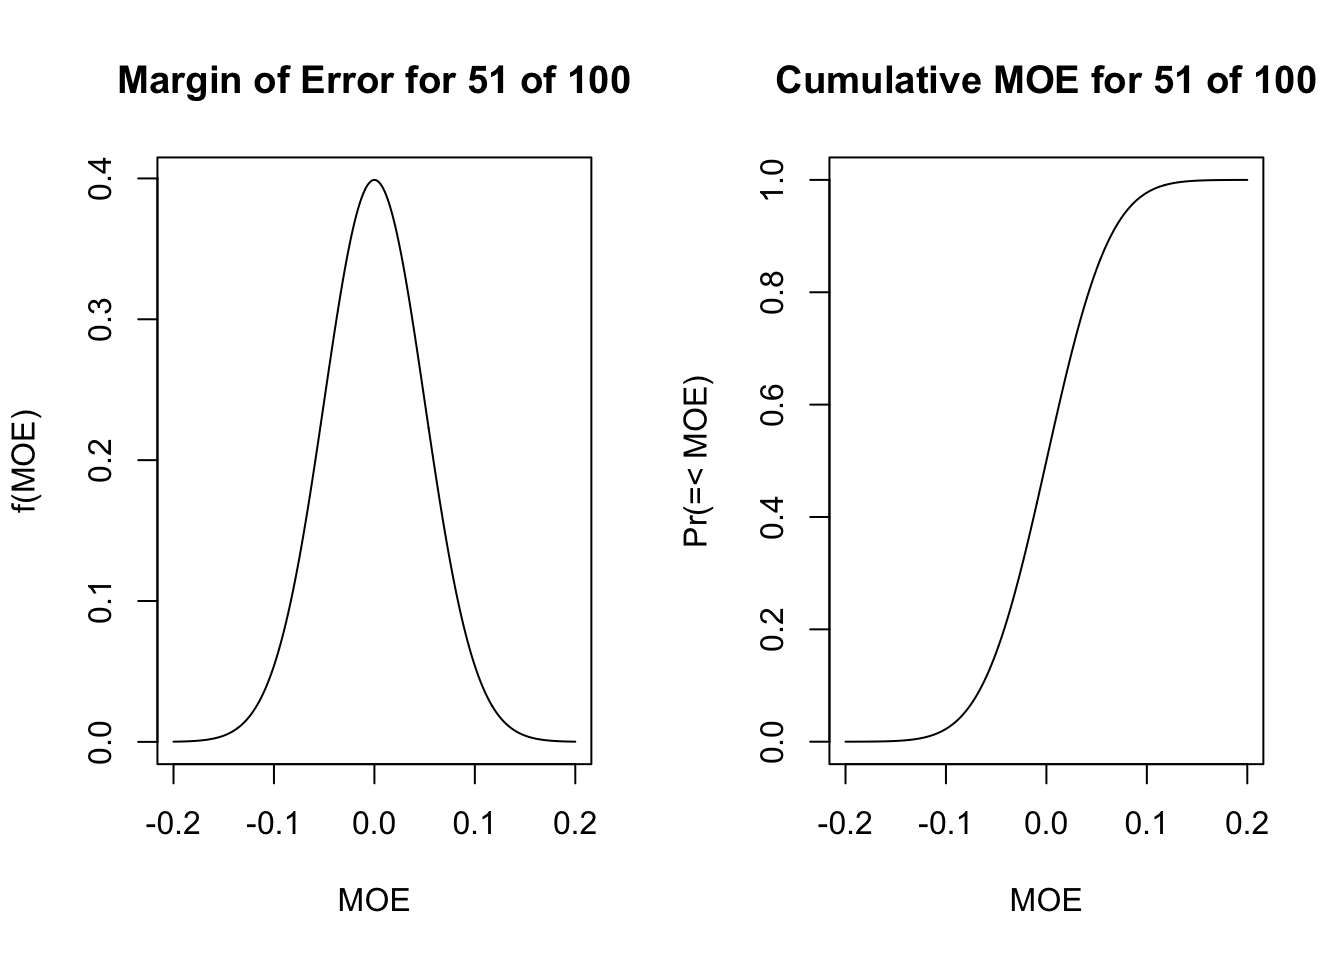 Margin of Error for 51 of 100
f(MOE)
0.4
0.3
0.2
0.1
0.0
-0.2 -0.1 0.0 0.1 0.2
MOE
Cumulative MOE for 51 of 100
Pr(=< MOE)
1.0
0.8
0.6
0.4
0.2
0.0
-0.2 -0.1 0.0 0.1 0.2
MOE